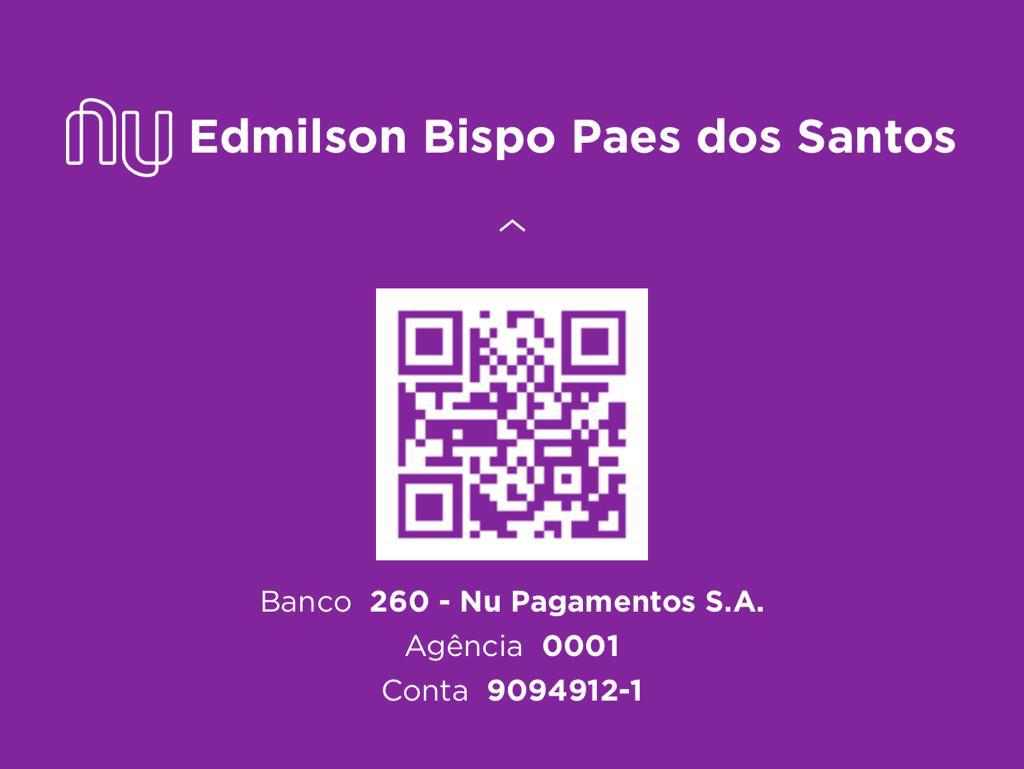 nu Edmilson Bispo Paes dos Santos
Banco 260 - Nu Pagamentos S.A.
Agência 0001
Conta 9094912-1